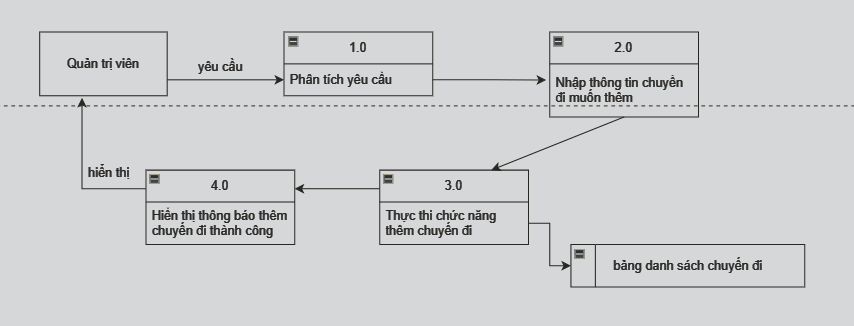 Quản trị viên
yêu cầu
1.0
Phân tích yêu cầu
2.0
Nhập thông tin chuyến
đi muốn thêm
hiển thị
4.0
Hiển thị thông báo thêm
chuyến đi thành công
3.0
Thực thi chức năng
thêm chuyến đi
bảng danh sách chuyến đi